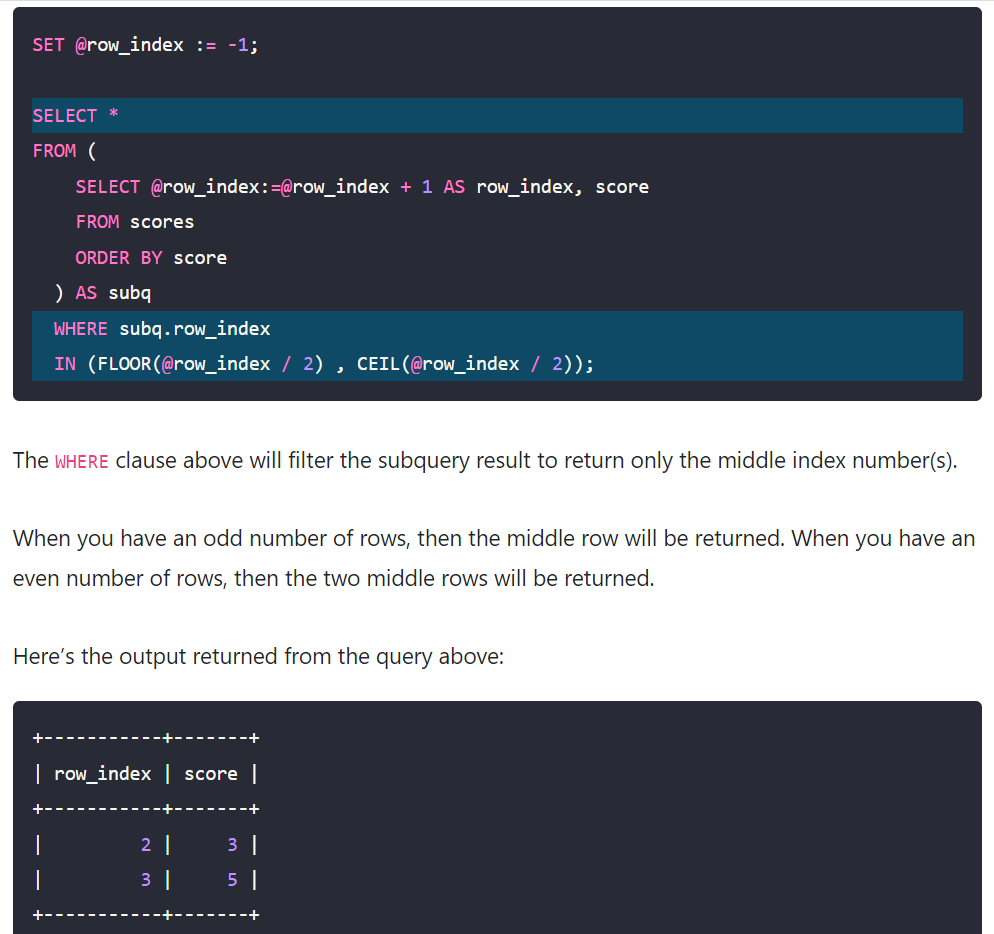 SET @row_index := -1;
SELECT *
FROM (
SELECT @row_index:=@row_index + 1 AS row_index, score
FROM scores
ORDER BY score
) AS subq
WHERE subq.row_index
IN (FLOOR(@row_index / 2) , CEIL(@row_index / 2));
The WHERE clause above will filter the subquery result to return only the middle index number(s).
When you have an odd number of rows, then the middle row will be returned. When you have an
even number of rows, then the two middle rows will be returned.
Here’s the output returned from the query above:
+-----------+-------+
| row_index | score |
+-----------+-------+
|         2 |     3 |
|         3 |     5 |
+-----------+-------+